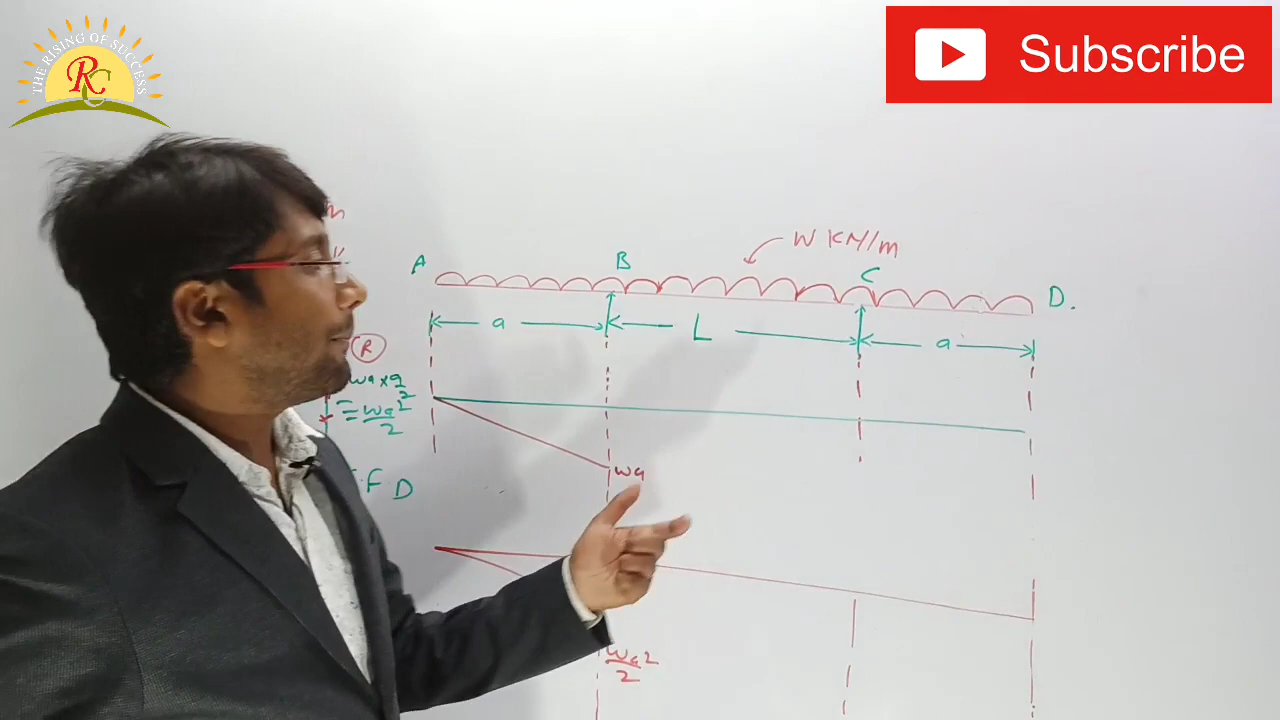 THE RISING OF SUCCESS
RC
Subscribe
W KN/m
A
B
C
D.
a
L
a
R
wa x a/2
= wa²/2
wa
F D
wa²/2